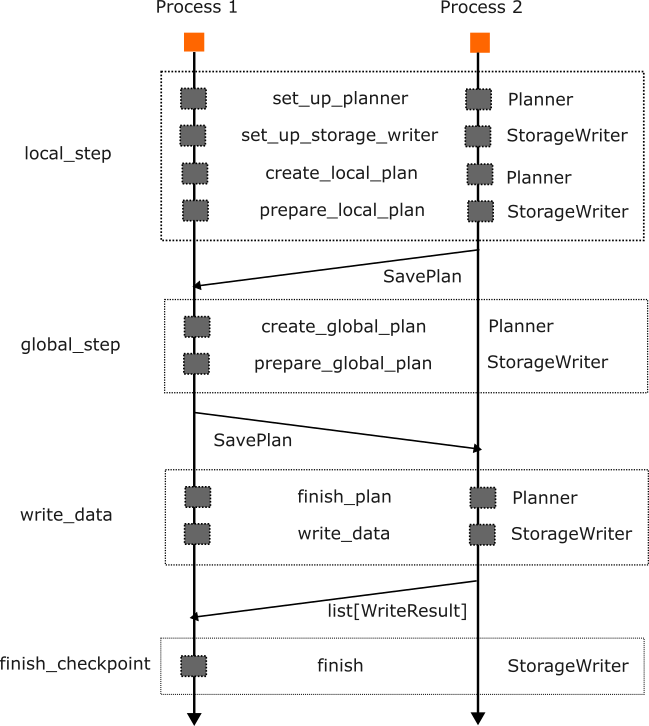 Process 1 Process 2
set_up_planner Planner
set_up_storage_writer StorageWriter
local_step
create_local_plan Planner
prepare_local_plan StorageWriter
SavePlan
create_global_plan Planner
global_step
prepare_global_plan StorageWriter
SavePlan
finish_plan Planner
write_data
write_data StorageWriter
list[WriteResult]
finish_checkpoint finish StorageWriter